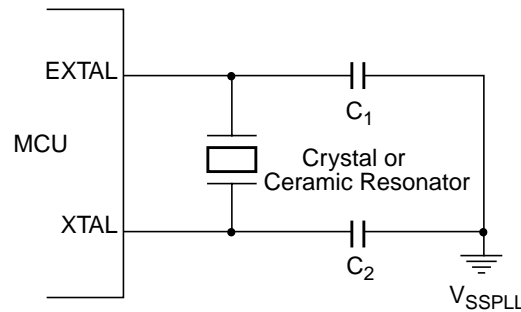 EXTAL
C1
MCU
Crystal or
Ceramic Resonator
XTAL
C2
VSSPLL